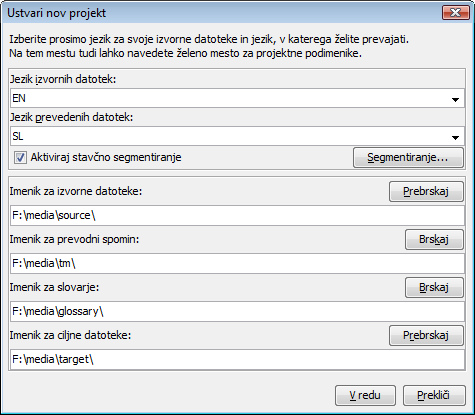 Ustvari nov projekt
Izberite prosimo jezik za svoje izvorne datoteke in jezik, v katerega želite prevajati.
Na tem mestu tudi lahko navedete želeno mesto za projektne podimenike.
Jezik izvornih datotek:
EN
Jezik prevedenih datotek:
SL
Aktiviraj stavčno segmentiranje Segmentiranje...
Imenik za izvorne datoteke: Prebrskaj
F:\media\source\
Imenik za prevodni spomin: Brskaj
F:\media\tm\
Imenik za slovarje: Brskaj
F:\media\glossary\
Imenik za ciljne datoteke: Prebrskaj
F:\media\target\
V redu Prekliči